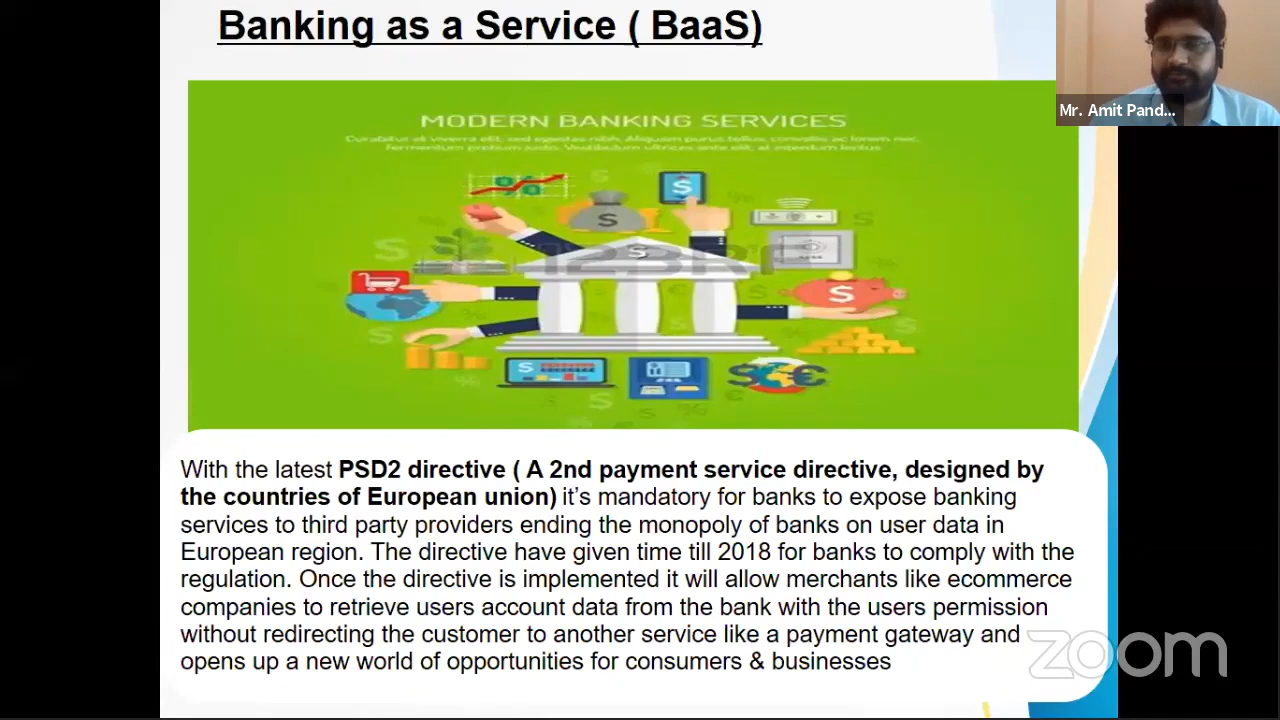 Banking as a Service ( BaaS)
Mr. Amit Pand...
MODERN BANKING SERVICES
With the latest PSD2 directive ( A 2nd payment service directive, designed by
the countries of European union) it's mandatory for banks to expose banking
services to third party providers ending the monopoly of banks on user data in
European region. The directive have given time till 2018 for banks to comply with the
regulation. Once the directive is implemented it will allow merchants like ecommerce
companies to retrieve users account data from the bank with the users permission
without redirecting the customer to another service like a payment gateway and
opens up a new world of opportunities for consumers & businesses
zoom